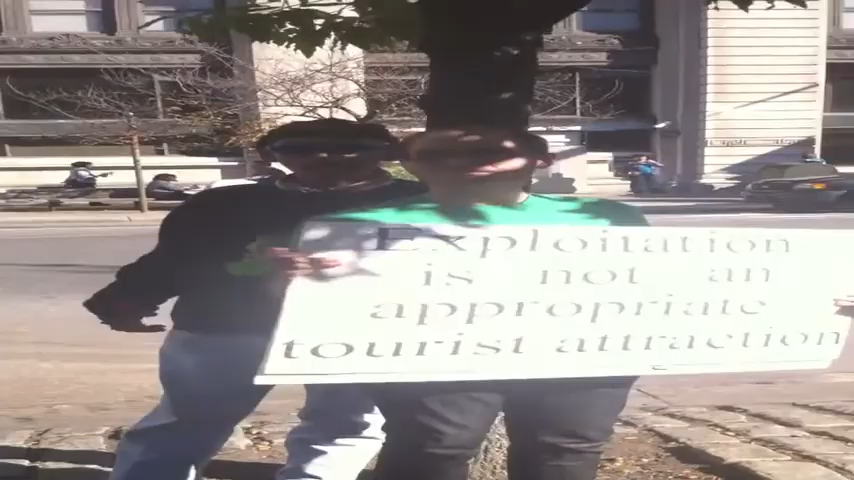 Exploitation
is not an
appropriate
tourist attraction